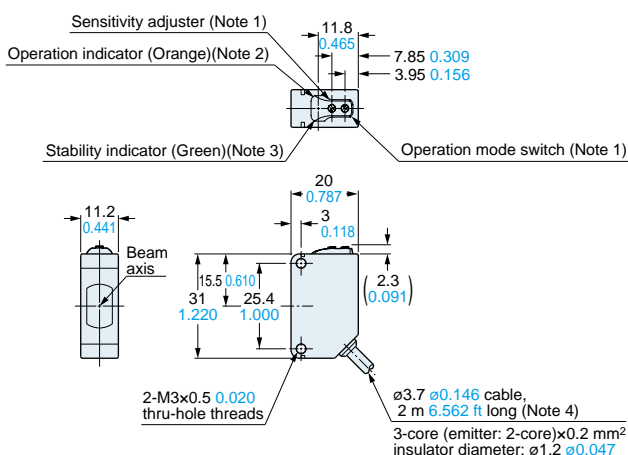 Sensitivity adjuster (Note 1)
11.8
0.465
Operation indicator (Orange)(Note 2)
7.85 0.309
3.95 0.156
Stability indicator (Green)(Note 3)
Operation mode switch (Note 1)
20
0.787
11.2
0.441
3
0.118
Beam
axis
15.5 0.610
25.4
1.000
31
1.220
(2.3
0.091)
2-M3×0.5 0.020
thru-hole threads
ø3.7 ø0.146 cable,
2 m 6.562 ft long (Note 4)
3-core (emitter: 2-core)×0.2 mm²
insulator diameter: ø1.2 ø0.047